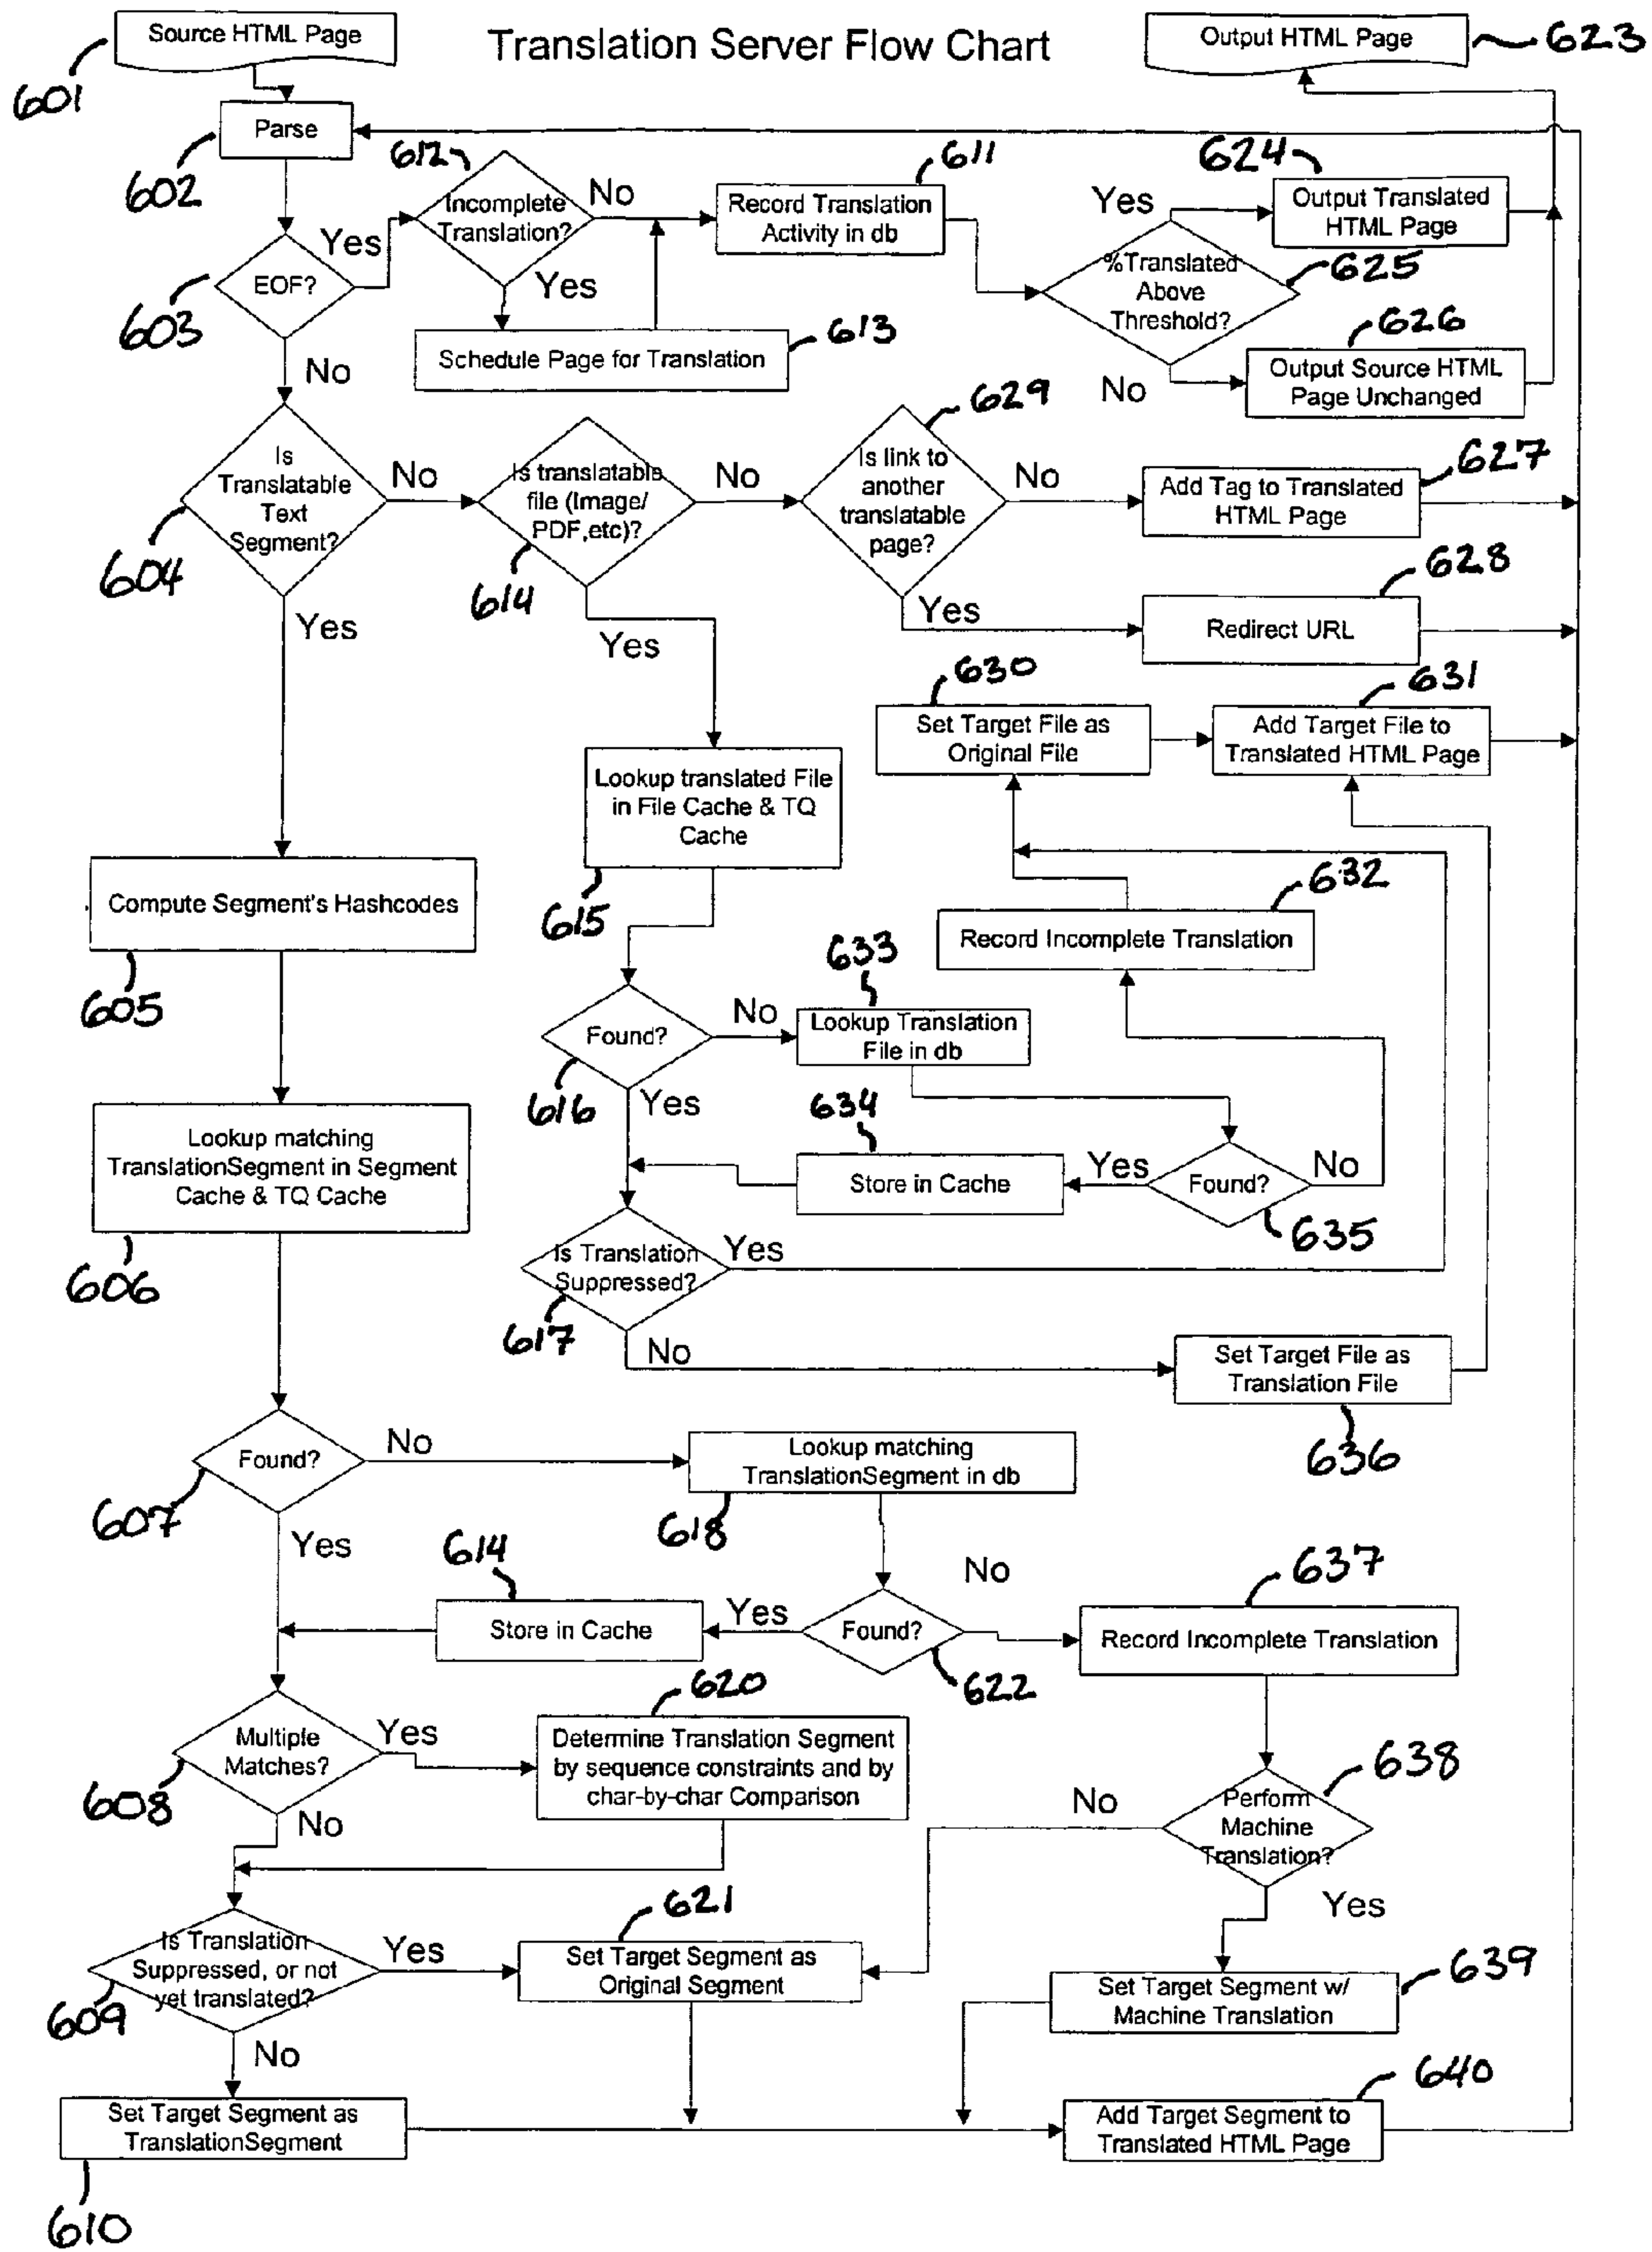 Source HTML Page
Translation Server Flow Chart
Output HTML Page
623
601
Parse
602
612
611
624
Incomplete
Translation?
No
Record Translation
Activity in db
Yes
Output Translated
HTML Page
Yes
EOF?
603
Yes
%Translated
Above
Threshold?
625
626
Schedule Page for Translation
613
No
Output Source HTML
Page Unchanged
No
629
Is
Translatable
Text
Segment?
604
No
Is translatable
file (Image/
PDF,etc)?
614
No
Is link to
another
translatable
page?
No
Add Tag to Translated
HTML Page
627
628
Yes
Yes
Yes
Redirect URL
630
631
Set Target File as
Original File
Add Target File to
Translated HTML Page
Lookup translated File
in File Cache & TQ
Cache
615
Compute Segment's Hashcodes
605
632
Record Incomplete Translation
633
Found?
616
No
Lookup Translation
File in db
Yes
634
Lookup matching
TranslationSegment in Segment
Cache & TQ Cache
606
Store in Cache
Yes
Found?
No
635
Is Translation
Suppressed?
617
Yes
No
Set Target File as
Translation File
636
Found?
607
No
Lookup matching
TranslationSegment in db
618
Yes
614
No
637
Store in Cache
Yes
Found?
622
Record Incomplete Translation
620
Multiple
Matches?
608
Yes
Determine Translation Segment
by sequence constraints and by
char-by-char Comparison
No
No
Perform
Machine
Translation?
638
Yes
621
Is Translation
Suppressed, or not
yet translated?
609
Yes
Set Target Segment as
Original Segment
Set Target Segment w/
Machine Translation
639
No
640
Set Target Segment as
TranslationSegment
Add Target Segment to
Translated HTML Page
610